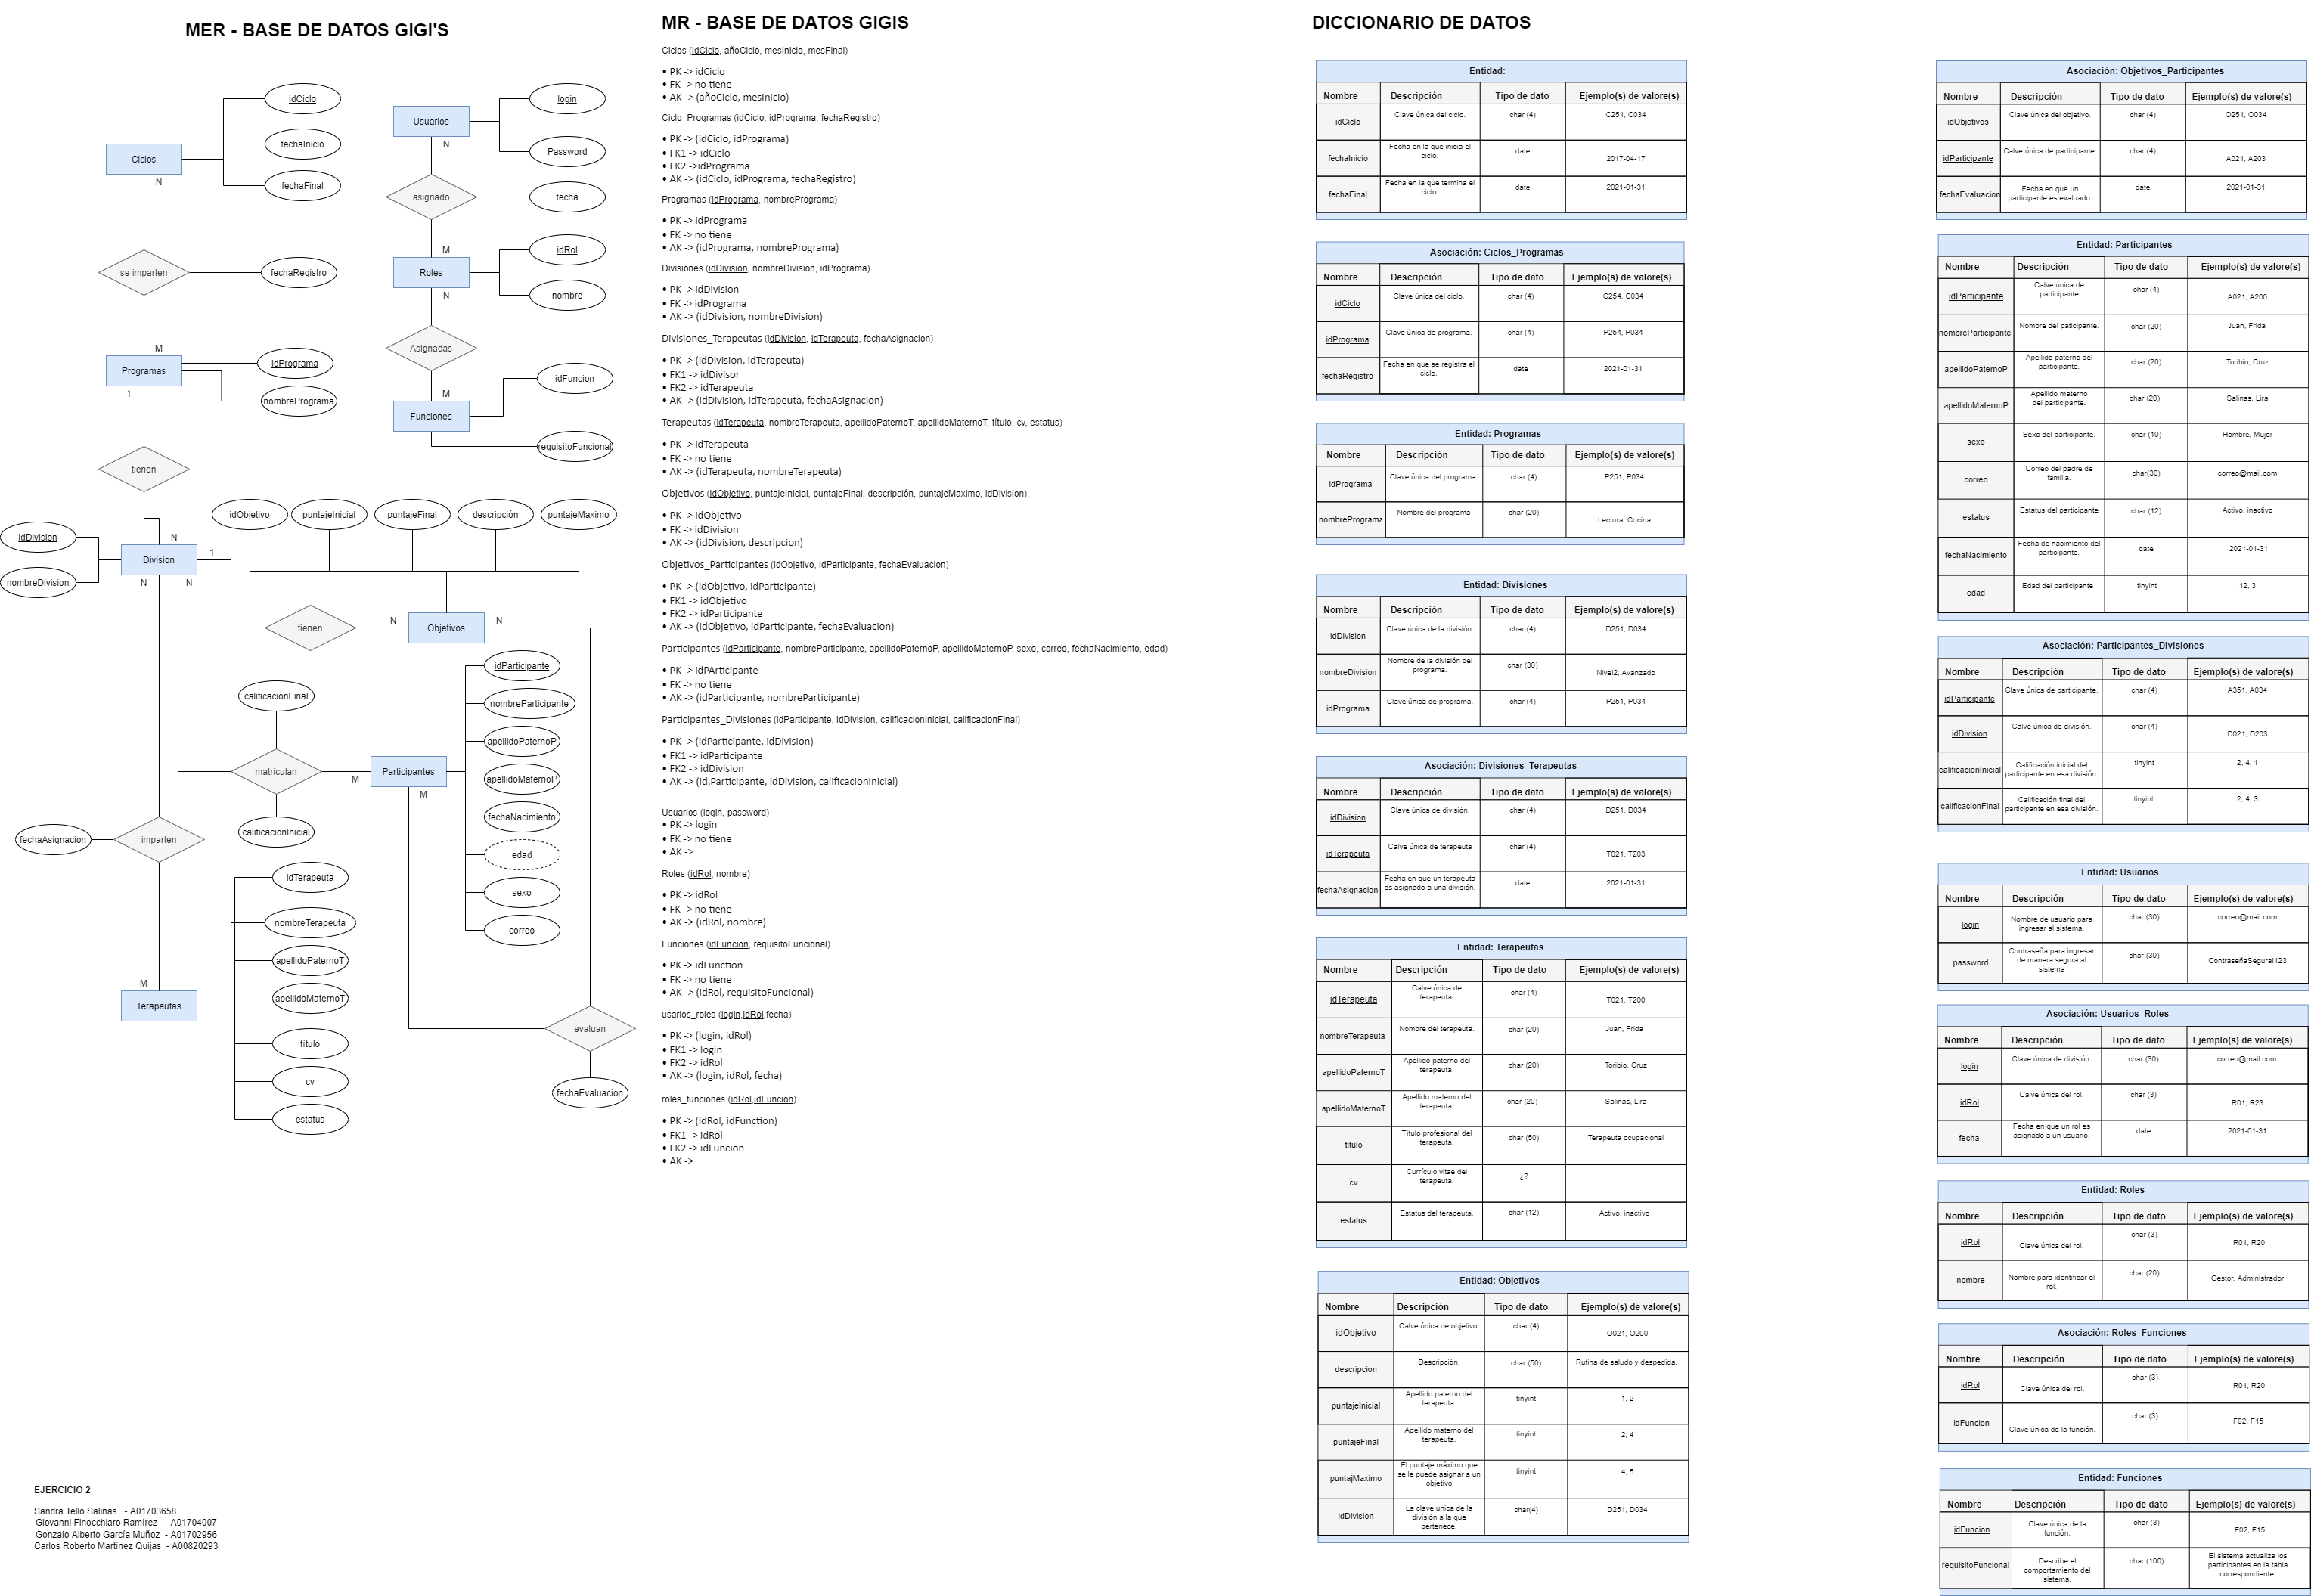 MER - BASE DE DATOS GIGI'S
idCiclo
fechaInicio
fechaFinal
Ciclos
N
se imparten
fechaRegistro
M
Programas
idPrograma
nombrePrograma
1
tienen
login
Usuarios
Password
N
asignado
fecha
M
idRol
Roles
nombre
N
Asignadas
M
idFuncion
Funciones
requisitoFuncional
idObjetivo
puntajeInicial
puntajeFinal
descripción
puntajeMaximo
idDivision
nombreDivision
N
Division
1
N
N
tienen
N
Objetivos
N
calificacionFinal
matriculan
calificacionInicial
M
Participantes
M
idParticipante
nombreParticipante
apellidoPaternoP
apellidoMaternoP
fechaNacimiento
edad
sexo
correo
fechaAsignacion
imparten
M
Terapeutas
idTerapeuta
nombreTerapeuta
apellidoPaternoT
apellidoMaternoT
título
cv
estatus
evaluan
fechaEvaluacion
EJERCICIO 2
Sandra Tello Salinas - A01703658
Giovanni Finocchiaro Ramírez - A01704007
Gonzalo Alberto García Muñoz - A01702956
Carlos Roberto Martínez Quijas - A00820293
MR - BASE DE DATOS GIGIS
Ciclos (idCiclo, añoCiclo, mesInicio, mesFinal)
• PK -> idCiclo
• FK -> no tiene
• AK -> (añoCiclo, mesInicio)
Ciclo_Programas (idCiclo, idPrograma, fechaRegistro)
• PK -> (idCiclo, idPrograma)
• FK1 -> idCiclo
• FK2 ->idPrograma
• AK -> (idCiclo, idPrograma, fechaRegistro)
Programas (idPrograma, nombrePrograma)
• PK -> idPrograma
• FK -> no tiene
• AK -> (idPrograma, nombrePrograma)
Divisiones (idDivision, nombreDivision, idPrograma)
• PK -> idDivision
• FK -> idPrograma
• AK -> (idDivision, nombreDivision)
Divisiones_Terapeutas (idDivision, idTerapeuta, fechaAsignacion)
• PK -> (idDivision, idTerapeuta)
• FK1 -> idDivisor
• FK2 -> idTerapeuta
• AK -> (idDivision, idTerapeuta, fechaAsignacion)
Terapeutas (idTerapeuta, nombreTerapeuta, apellidoPaternoT, apellidoMaternoT, título, cv, estatus)
• PK -> idTerapeuta
• FK -> no tiene
• AK -> (idTerapeuta, nombreTerapeuta)
Objetivos (idObjetivo, puntajeInicial, puntajeFinal, descripción, puntajeMaximo, idDivision)
• PK -> idObjetivo
• FK -> idDivision
• AK -> (idDivision, descripcion)
Objetivos_Participantes (idObjetivo, idParticipante, fechaEvaluacion)
• PK -> (idObjetivo, idParticipante)
• FK1 -> idObjetivo
• FK2 -> idParticipante
• AK -> (idObjetivo, idParticipante, fechaEvaluacion)
Participantes (idParticipante, nombreParticipante, apellidoPaternoP, apellidoMaternoP, sexo, correo, fechaNacimiento, edad)
• PK -> idPArticipante
• FK -> no tiene
• AK -> (idParticipante, nombreParticipante)
Participantes_Divisiones (idParticipante, idDivision, calificacionInicial, calificacionFinal)
• PK -> (idParticipante, idDivision)
• FK1 -> idParticipante
• FK2 -> idDivision
• AK -> (id,Participante, idDivision, calificacionInicial)
Usuarios (login, password)
• PK -> login
• FK -> no tiene
• AK ->
Roles (idRol, nombre)
• PK -> idRol
• FK -> no tiene
• AK -> (idRol, nombre)
Funciones (idFuncion, requisitoFuncional)
• PK -> idFunction
• FK -> no tiene
• AK -> (idRol, requisitoFuncional)
usarios_roles (login,idRol,fecha)
• PK -> (login, idRol)
• FK1 -> login
• FK2 -> idRol
• AK -> (login, idRol, fecha)
roles_funciones (idRol,idFuncion)
• PK -> (idRol, idFunction)
• FK1 -> idRol
• FK2 -> idFuncion
• AK ->
DICCIONARIO DE DATOS
Entidad:
Nombre Descripción Tipo de dato Ejemplo(s) de valore(s)
idCiclo Clave única del ciclo. char (4) C251, C034
fechaInicio Fecha en la que inicia el ciclo. date 2017-04-17
fechaFinal Fecha en la que termina el ciclo. date 2021-01-31
Asociación: Ciclos_Programas
Nombre Descripción Tipo de dato Ejemplo(s) de valore(s)
idCiclo Clave única del ciclo. char (4) C254, C034
idPrograma Clave única de programa. char (4) P254, P034
fechaRegistro Fecha en que se registra el ciclo. date 2021-01-31
Entidad: Programas
Nombre Descripción Tipo de dato Ejemplo(s) de valore(s)
idPrograma Clave única del programa. char (4) P251, P034
nombrePrograma Nombre del programa char (20) Lectura, Cocina
Entidad: Divisiones
Nombre Descripción Tipo de dato Ejemplo(s) de valore(s)
idDivision Clave única de la división. char (4) D251, D034
nombreDivision Nombre de la división del programa. char (30) Nivel2, Avanzado
idPrograma Clave única de programa. char (4) P251, P034
Asociación: Divisiones_Terapeutas
Nombre Descripción Tipo de dato Ejemplo(s) de valore(s)
idDivision Clave única de división. char (4) D251, D034
idTerapeuta Calve única de terapeuta char (4) T021, T203
fechaAsignacion Fecha en que un terapeuta es asignado a una división. date 2021-01-31
Entidad: Terapeutas
Nombre Descripción Tipo de dato Ejemplo(s) de valore(s)
idTerapeuta Calve única de terapeuta. char (4) T021, T200
nombreTerapeuta Nombre del terapeuta. char (20) Juan, Frida
apellidoPaternoT Apellido paterno del terapeuta. char (20) Toribio, Cruz
apellidoMaternoT Apellido materno del terapeuta. char (20) Salinas, Lira
titulo Título profesional del terapeuta. char (50) Terapeuta ocupacional
cv Currículo vitae del terapeuta. ¿?
estatus Estatus del terapeuta. char (12) Activo, inactivo
Entidad: Objetivos
Nombre Descripción Tipo de dato Ejemplo(s) de valore(s)
idObjetivo Calve única de objetivo. char (4) O021, O200
descripcion Descripción. char (50) Rutina de saludo y despedida.
puntajeInicial Apellido paterno del terapeuta. tinyint 1, 2
puntajeFinal Apellido materno del terapeuta. tinyint 2, 4
puntajMaximo El puntaje máximo que se le puede asignar a un objetivo tinyint 4, 5
idDivision La clave única de la división a la que pertenece. char(4) D251, D034
Asociación: Objetivos_Participantes
Nombre Descripción Tipo de dato Ejemplo(s) de valore(s)
idObjetivos Clave única del objetivo. char (4) O251, O034
idParticipante Calve única de participante. char (4) A021, A203
fechaEvaluacion Fecha en que un participante es evaluado. date 2021-01-31
Entidad: Participantes
Nombre Descripción Tipo de dato Ejemplo(s) de valore(s)
idParticipante Calve única de participante char (4) A021, A200
nombreParticipante Nombre del paticipante. char (20) Juan, Frida
apellidoPaternoP Apellido paterno del participante. char (20) Toribio, Cruz
apellidoMaternoP Apellido materno del participante. char (20) Salinas, Lira
sexo Sexo del participante. char (10) Hombre, Mujer
correo Correo del padre de familia. char(30) correo@mail.com
estatus Estatus del participante char (12) Activo, inactivo
fechaNacimiento Fecha de nacimiento del participante. date 2021-01-31
edad Edad del participante tinyint 12, 3
Asociación: Participantes_Divisiones
Nombre Descripción Tipo de dato Ejemplo(s) de valore(s)
idParticipante Clave única de participante. char (4) A351, A034
idDivision Calve única de división. char (4) D021, D203
calificacionInicial Calificación inicial del participante en esa división. tinyint 2, 4, 1
calificacionFinal Calificación final del participante en esa división. tinyint 2, 4, 3
Entidad: Usuarios
Nombre Descripción Tipo de dato Ejemplo(s) de valore(s)
login Nombre de usuario para ingresar al sistema. char (30) correo@mail.com
password Contraseña para ingresar de manera segura al sistema char (30) ContraseñaSegura!123
Asociación: Usuarios_Roles
Nombre Descripción Tipo de dato Ejemplo(s) de valore(s)
login Clave única de división. char (30) correo@mail.com
idRol Calve única del rol. char (3) R01, R23
fecha Fecha en que un rol es asignado a un usuario. date 2021-01-31
Entidad: Roles
Nombre Descripción Tipo de dato Ejemplo(s) de valore(s)
idRol Clave única del rol. char (3) R01, R20
nombre Nombre para identificar el rol. char (20) Gestor, Administrador
Asociación: Roles_Funciones
Nombre Descripción Tipo de dato Ejemplo(s) de valore(s)
idRol Clave única del rol. char (3) R01, R20
idFuncion Clave única de la función. char (3) F02, F15
Entidad: Funciones
Nombre Descripción Tipo de dato Ejemplo(s) de valore(s)
idFuncion Clave única de la función. char (3) F02, F15
requisitoFuncional Describe el comportamiento del sistema. char (100) El sistema actualiza los participantes en la tabla correspondiente.